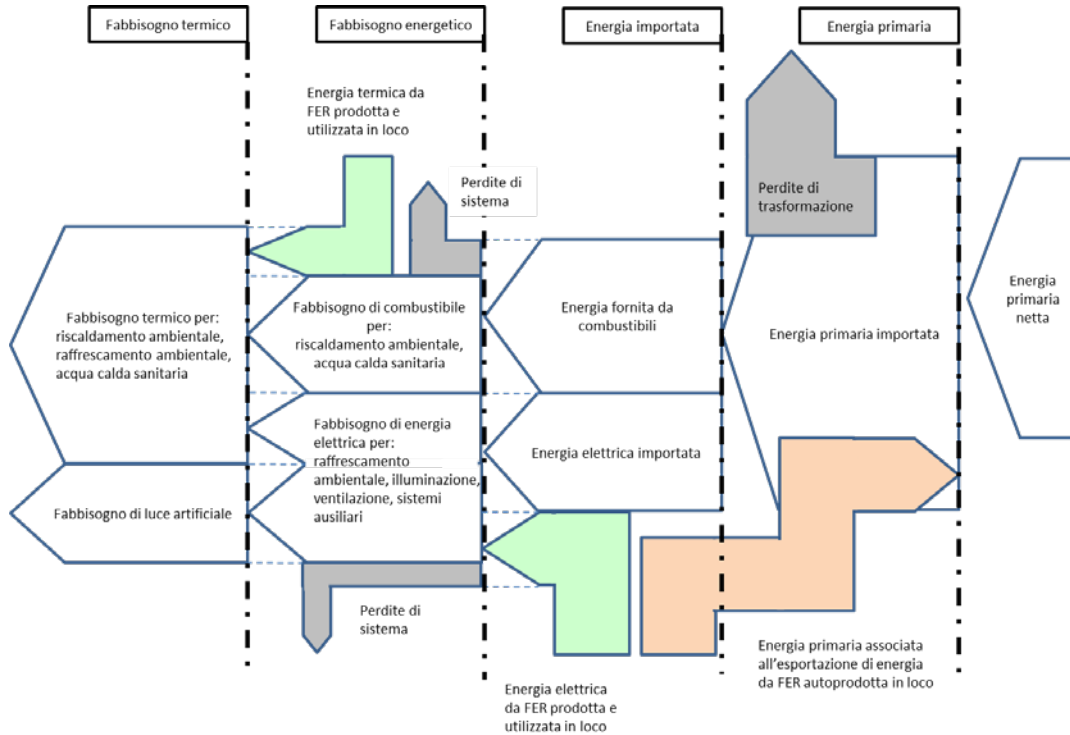 Fabbisogno termico
Fabbisogno energetico
Energia importata
Energia primaria
Energia termica da
FER prodotta e
utilizzata in loco
Perdite di
sistema
Perdite di
trasformazione
Fabbisogno termico per:
riscaldamento ambientale,
raffrescamento ambientale,
acqua calda sanitaria
Fabbisogno di combustibile
per:
riscaldamento ambientale,
acqua calda sanitaria
Energia fornita da
combustibili
Energia primaria importata
Energia
primaria
netta
Fabbisogno di energia
elettrica per:
raffrescamento
ambientale, illuminazione,
ventilazione, sistemi
ausiliari
Energia elettrica importata
Fabbisogno di luce artificiale
Perdite di
sistema
Energia elettrica
da FER prodotta e
utilizzata in loco
Energia primaria associata
all'esportazione di energia
da FER autoprodotta in loco